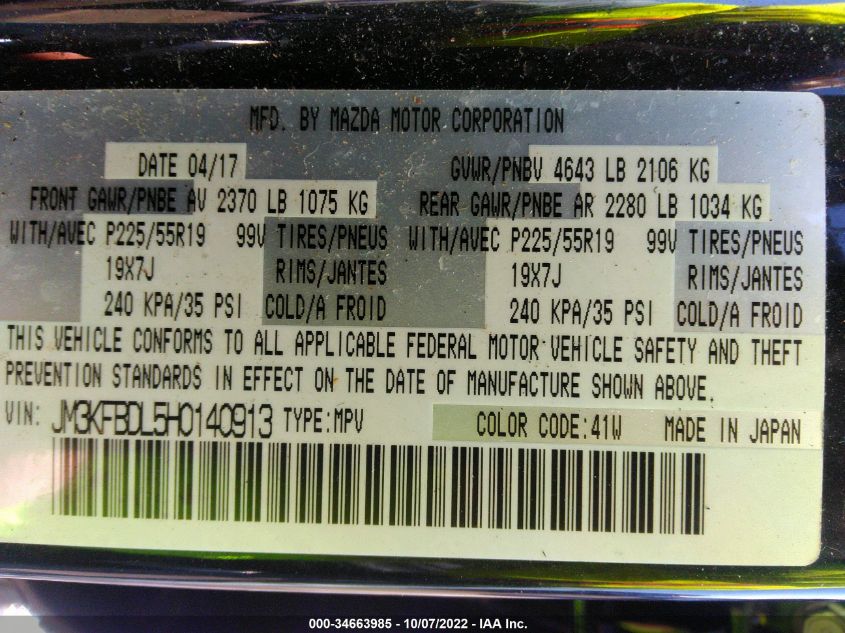 MFD. BY MAZDA MOTOR CORPORATION
DATE 04/17 GVWR/PNBV 4643 LB 2106 KG
FRONT GAWR/PNBE AV 2370 LB 1075 KG REAR GAWR/PNBE AR 2280 LB 1034 KG
WITH/AVEC P225/55R19 99V TIRES/PNEUS WITH/AVEC P225/55R19 99V TIRES/PNEUS
19X7J RIMS/JANTES 19X7J RIMS/JANTES
240 KPA/35 PSI COLD/A FROID 240 KPA/35 PSI COLD/A FROID
THIS VEHICLE CONFORMS TO ALL APPLICABLE FEDERAL MOTOR VEHICLE SAFETY AND THEFT
PREVENTION STANDARDS IN EFFECT ON THE DATE OF MANUFACTURE SHOWN ABOVE.
VIN: JM3KFBDL5H0140913 TYPE:MPV COLOR CODE:41W MADE IN JAPAN
000-34663985 - 10/07/2022 - IAA Inc.